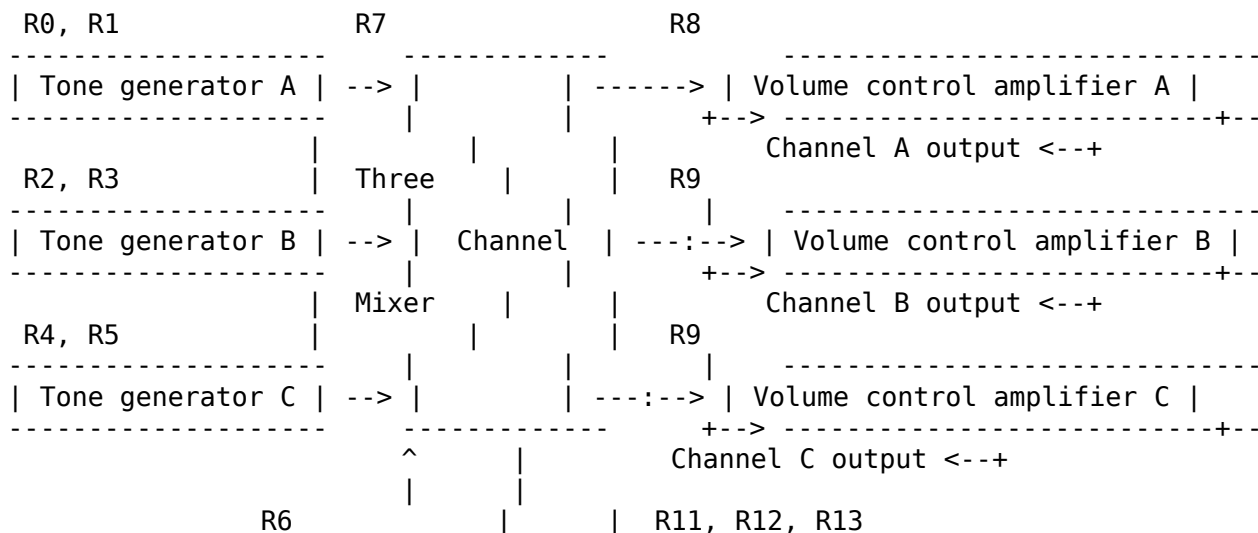 R0, R1 R7 R8
-------------------- ------------- ------------------------------
| Tone generator A | --> | | ------> | Volume control amplifier A |
-------------------- | | +--> ---------------------------+--
| | | Channel A output <--+
R2, R3 | Three | | R9
-------------------- | | | ------------------------------
| Tone generator B | --> | Channel | ---:--> | Volume control amplifier B |
-------------------- | | +--> ---------------------------+--
| Mixer | | Channel B output <--+
R4, R5 | | | R9
-------------------- | | | ------------------------------
| Tone generator C | --> | | ---:--> | Volume control amplifier C |
-------------------- ------------- +--> ---------------------------+--
^ | Channel C output <--+
| |
R6 | | R11, R12, R13